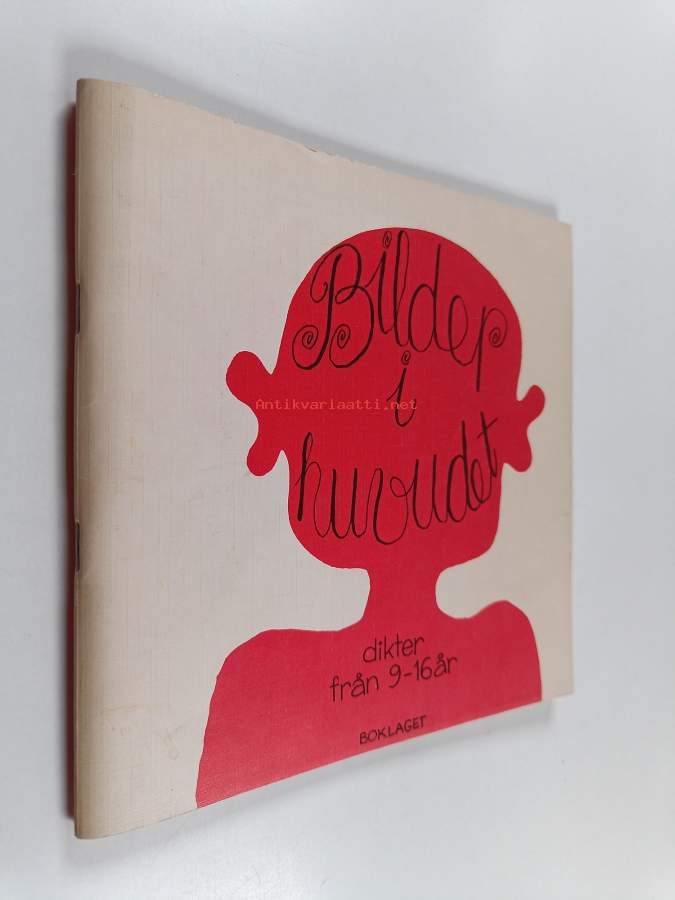 Bilder
Antikvariaatti.net
i
huvudet
dikter
från 9-16 år
BOKLAGET